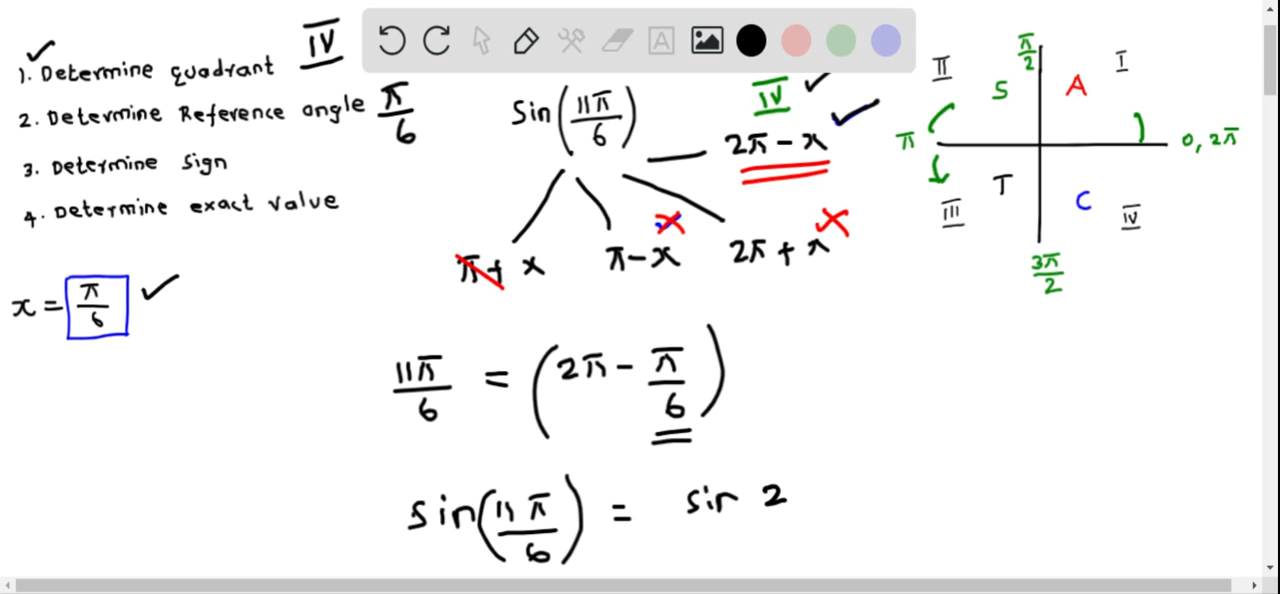 1). Determine quadrant IV
2. Determine Reference angle π/6
3. Determine Sign
4. Determine exact value
x = π/6
Sin(11π/6)
IV
2π - x
π + x
π - x
2π + π
11π/6 = (2π - π/6)
Sin(11π/6) = sin 2
II
π/2
I
S
A
π
0, 2π
III
T
C
IV
3π/2
A